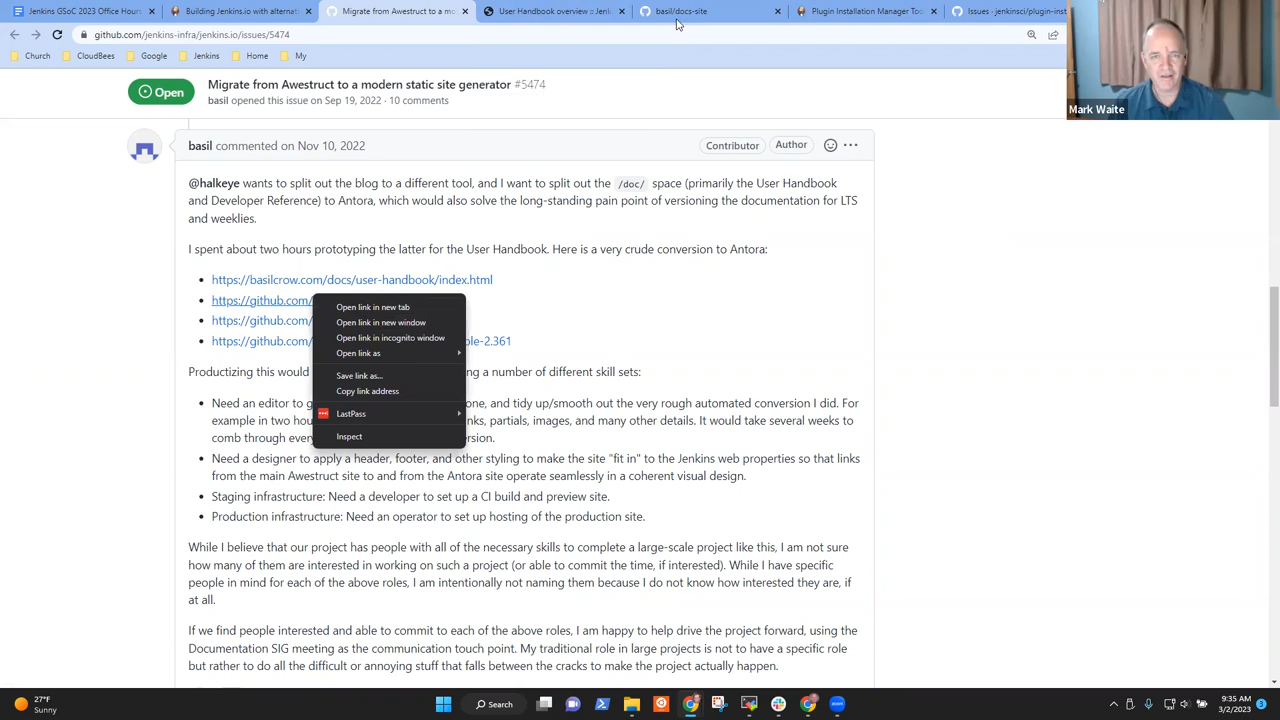 Jenkins GSoC 2023 Office Hours
Building Jenkins.io with alternat
Migrate from Awestruct to a mode
User Handbook overview :: Jenk
basil/docs-site
Plugin Installation Manager Too
Issues · jenkinsci/plugin-inst
github.com/jenkins-infra/jenkins.io/issues/5474
Church
CloudBees
Google
Jenkins
Home
My
Mark Waite
Open
Migrate from Awestruct to a modern static site generator #5474
basil opened this issue on Sep 19, 2022 · 10 comments
basil commented on Nov 10, 2022
Contributor
Author
@halkeye wants to split out the blog to a different tool, and I want to split out the /doc/ space (primarily the User Handbook
and Developer Reference) to Antora, which would also solve the long-standing pain point of versioning the documentation for LTS
and weeklies.
I spent about two hours prototyping the latter for the User Handbook. Here is a very crude conversion to Antora:
https://basilcrow.com/docs/user-handbook/index.html
https://github.com/
https://github.com/
https://github.com/ ble-2.361
Open link in new tab
Open link in new window
Open link in incognito window
Open link as
Save link as...
Copy link address
LastPass
Inspect
Productizing this would g a number of different skill sets:
Need an editor to g one, and tidy up/smooth out the very rough automated conversion I did. For
example in two hou nks, partials, images, and many other details. It would take several weeks to
comb through every ersion.
Need a designer to apply a header, footer, and other styling to make the site "fit in" to the Jenkins web properties so that links
from the main Awestruct site to and from the Antora site operate seamlessly in a coherent visual design.
Staging infrastructure: Need a developer to set up a CI build and preview site.
Production infrastructure: Need an operator to set up hosting of the production site.
While I believe that our project has people with all of the necessary skills to complete a large-scale project like this, I am not sure
how many of them are interested in working on such a project (or able to commit the time, if interested). While I have specific
people in mind for each of the above roles, I am intentionally not naming them because I do not know how interested they are, if
at all.
If we find people interested and able to commit to each of the above roles, I am happy to help drive the project forward, using the
Documentation SIG meeting as the communication touch point. My traditional role in large projects is not to have a specific role
but rather to do all the difficult or annoying stuff that falls between the cracks to make the project actually happen.
27°F
Sunny
Search
9:35 AM
3/2/2023
3